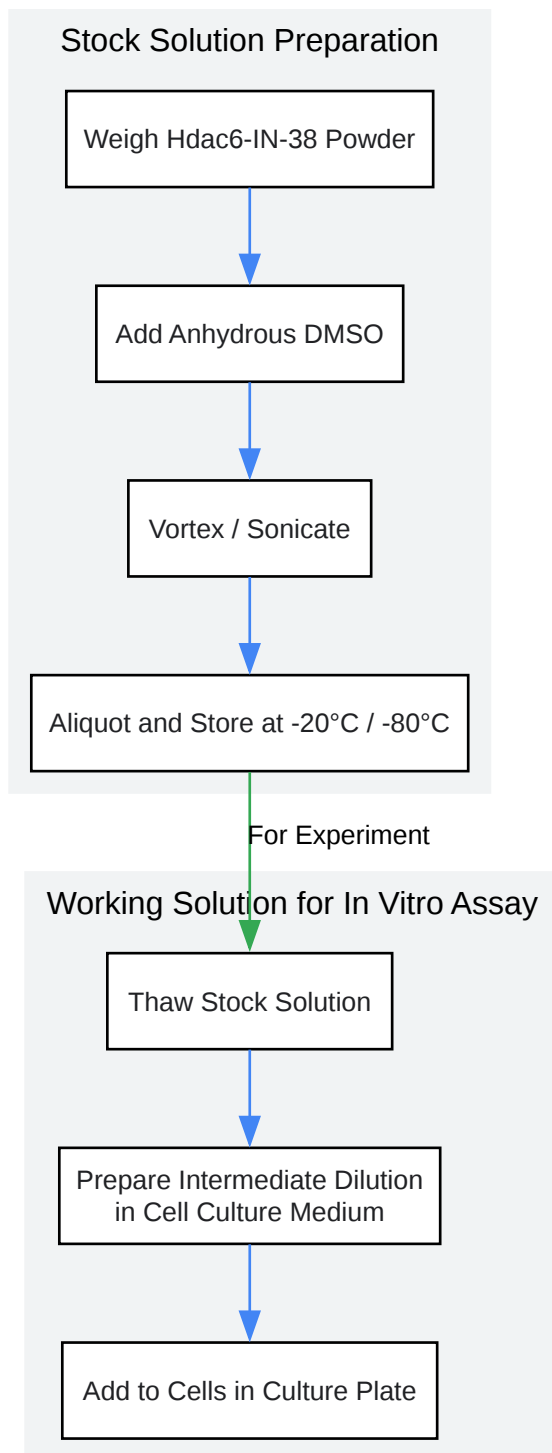 Stock Solution Preparation
Weigh Hdac6-IN-38 Powder
Add Anhydrous DMSO
Vortex / Sonicate
Aliquot and Store at -20°C / -80°C
For Experiment
Working Solution for In Vitro Assay
Thaw Stock Solution
Prepare Intermediate Dilution
in Cell Culture Medium
Add to Cells in Culture Plate